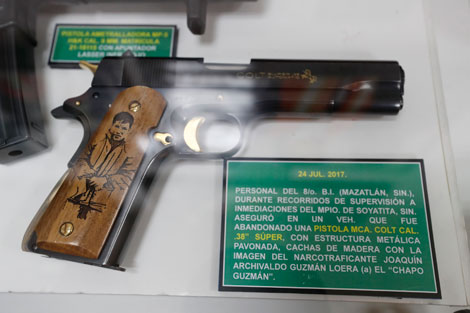 PISTOLA AMETRALLADORA MP-5
CAL. 9 MM. MATRICULA
CON APUNTADOR
COLT
24 JUL. 2017.
PERSONAL DEL 8/o. B.I. (MAZATLÁN, SIN.),
DURANTE RECORRIDOS DE SUPERVISIÓN A
INMEDIACIONES DEL MPIO. DE SOYATITA, SIN.
ASEGURÓ EN UN VEH. QUE FUE
ABANDONADO UNA PISTOLA MCA. COLT CAL.
.38" SÚPER, CON ESTRUCTURA METÁLICA
PAVONADA, CACHAS DE MADERA CON LA
IMAGEN DEL NARCOTRAFICANTE JOAQUÍN
ARCHIVALDO GUZMÁN LOERA (a) EL "CHAPO
GUZMÁN".